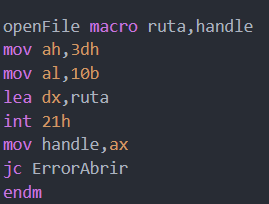 openFile macro ruta,handle
mov ah,3dh
mov al,10b
lea dx,ruta
int 21h
mov handle,ax
jc ErrorAbrir
endm